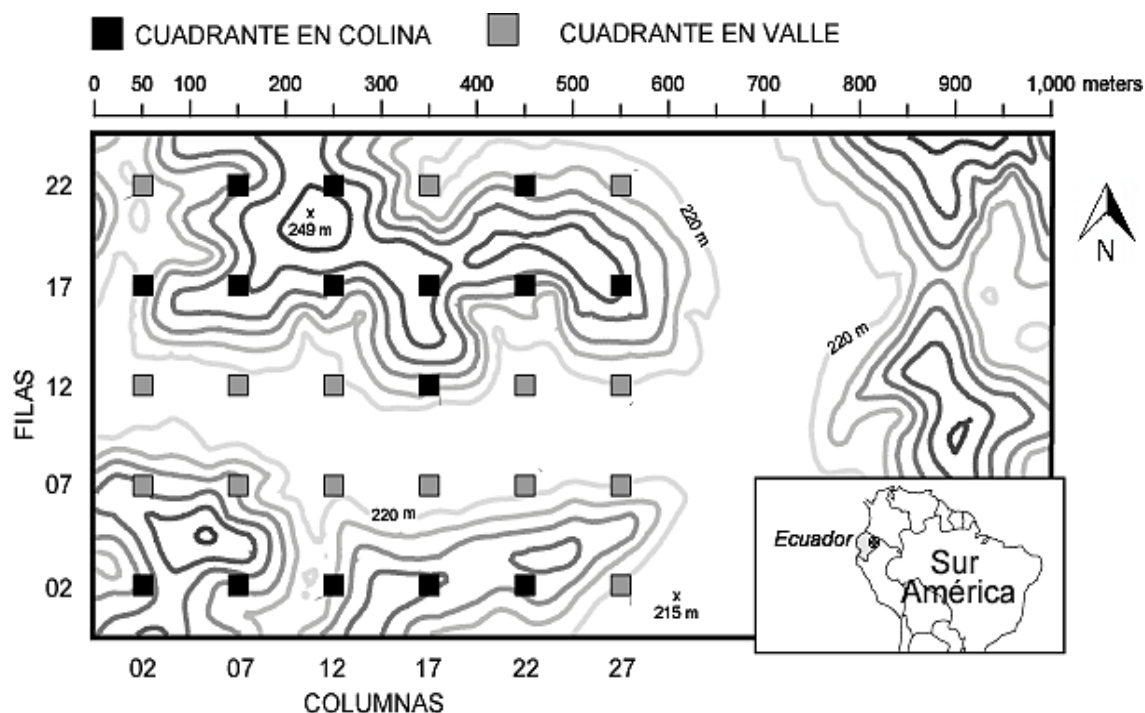 CUADRANTE EN COLINA CUADRANTE EN VALLE
0 50 100 200 300 400 500 600 700 800 900 1,000 meters
22
249 m
220 m
N
17
220 m
12
FILAS
07
220 m
Ecuador
Sur
América
02
x
215 m
02 07 12 17 22 27
COLUMNAS